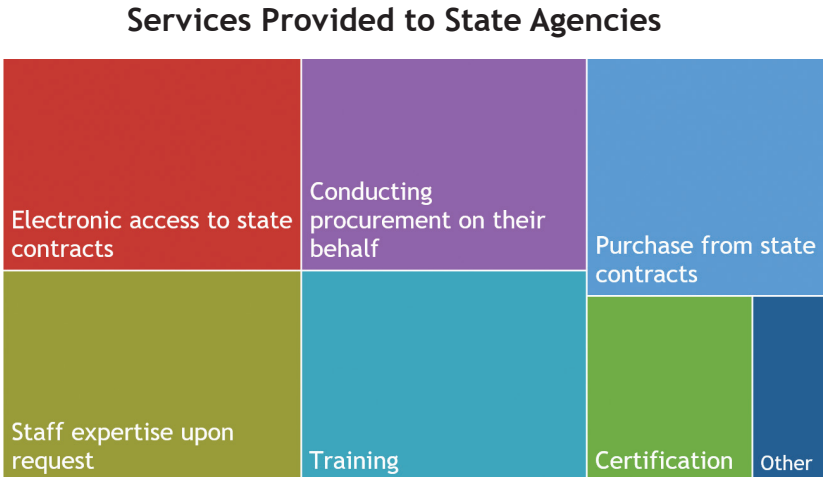 Services Provided to State Agencies
Electronic access to state
contracts
Conducting
procurement on their
behalf
Purchase from state
contracts
Staff expertise upon
request
Training
Certification
Other